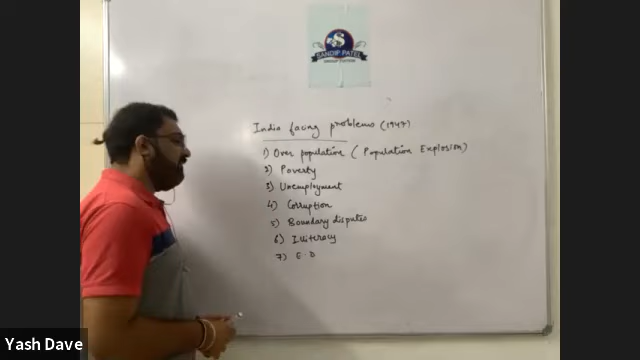 S
SANDIP PATEL
India facing problems (1947)
1) Over population ( Population Explosion)
2) Poverty
3) Unemployment
4) Corruption
5) Boundary disputes
6) Illiteracy
7) E. D
Yash Dave